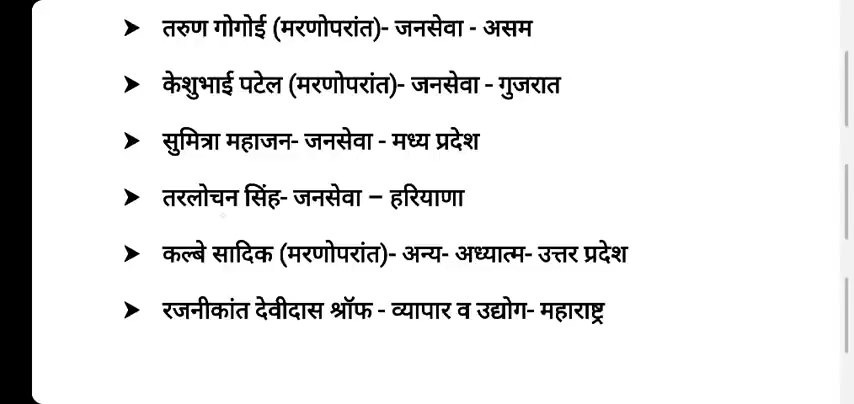 ➤ तरुण गोगोई (मरणोपरांत)- जनसेवा - असम
➤ केशुभाई पटेल (मरणोपरांत)- जनसेवा - गुजरात
➤ सुमित्रा महाजन- जनसेवा - मध्य प्रदेश
➤ तरलोचन सिंह- जनसेवा – हरियाणा
➤ कल्बे सादिक (मरणोपरांत)- अन्य- अध्यात्म- उत्तर प्रदेश
➤ रजनीकांत देवीदास श्रॉफ - व्यापार व उद्योग- महाराष्ट्र